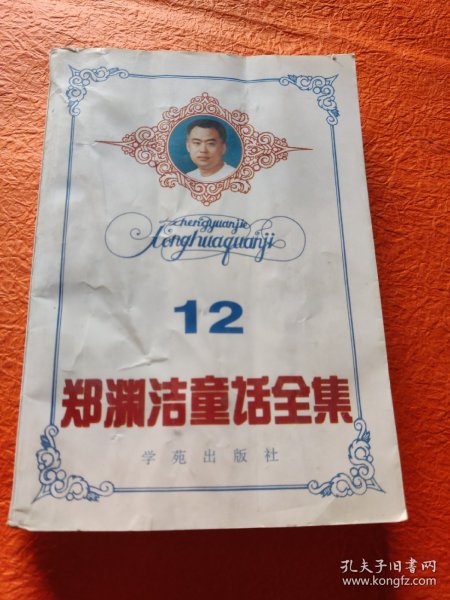 zhengyuanjie
tonghuaquanji
12
郑渊洁童话全集
学苑出版社
孔夫子旧书网
www.kongfz.com